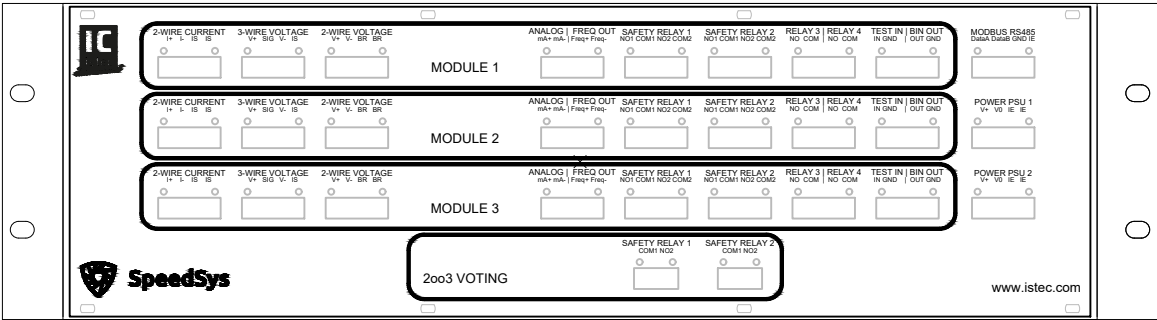 IC
2-WIRE CURRENT 3-WIRE VOLTAGE 2-WIRE VOLTAGE ANALOG | FREQ OUT SAFETY RELAY 1 SAFETY RELAY 2 RELAY 3 | RELAY 4 TEST IN | BIN OUT MODBUS RS485
I+ I- IS IS V+ SIG V- IS V+ V- BR BR mA+ mA- | Freq+ Freq- NO1 COM1 NO2 COM2 NO1 COM1 NO2 COM2 NO COM | NO COM IN GND | OUT GND DataA DataB GND IE
MODULE 1
2-WIRE CURRENT 3-WIRE VOLTAGE 2-WIRE VOLTAGE ANALOG | FREQ OUT SAFETY RELAY 1 SAFETY RELAY 2 RELAY 3 | RELAY 4 TEST IN | BIN OUT POWER PSU 1
I+ I- IS IS V+ SIG V- IS V+ V- BR BR mA+ mA- | Freq+ Freq- NO1 COM1 NO2 COM2 NO1 COM1 NO2 COM2 NO COM | NO COM IN GND | OUT GND V+ V0 IE IE
MODULE 2
2-WIRE CURRENT 3-WIRE VOLTAGE 2-WIRE VOLTAGE ANALOG | FREQ OUT SAFETY RELAY 1 SAFETY RELAY 2 RELAY 3 | RELAY 4 TEST IN | BIN OUT POWER PSU 2
I+ I- IS IS V+ SIG V- IS V+ V- BR BR mA+ mA- | Freq+ Freq- NO1 COM1 NO2 COM2 NO1 COM1 NO2 COM2 NO COM | NO COM IN GND | OUT GND V+ V0 IE IE
MODULE 3
SAFETY RELAY 1 SAFETY RELAY 2
COM1 NO2 COM1 NO2
2oo3 VOTING
SpeedSys
www.istec.com